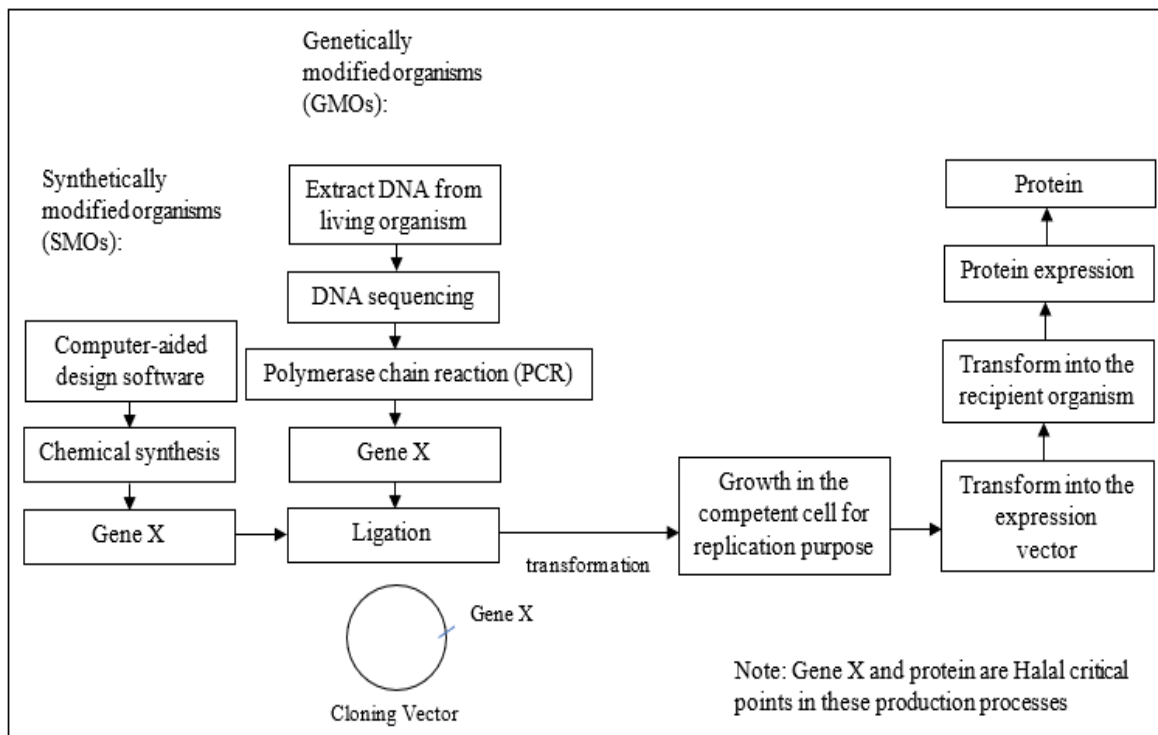 Genetically
modified organisms
(GMOs):
Synthetically
modified organisms
(SMOs):
Extract DNA from
living organism
DNA sequencing
Computer-aided
design software
Polymerase chain reaction (PCR)
Chemical synthesis
Gene X
Gene X
Ligation
transformation
Growth in the
competent cell for
replication purpose
Transform into the
expression
vector
Transform into the
recipient organism
Protein expression
Protein
Gene X
Cloning Vector
Note: Gene X and protein are Halal critical
points in these production processes